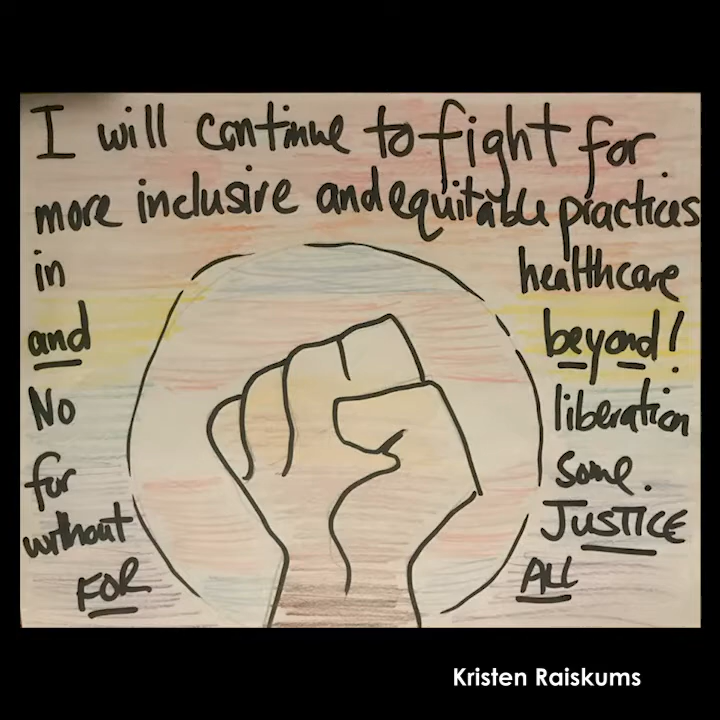 I will continue to fight for
more inclusive and equitable practices
in healthcare
and beyond!
No liberation
for some.
without JUSTICE
FOR ALL
Kristen Raiskums